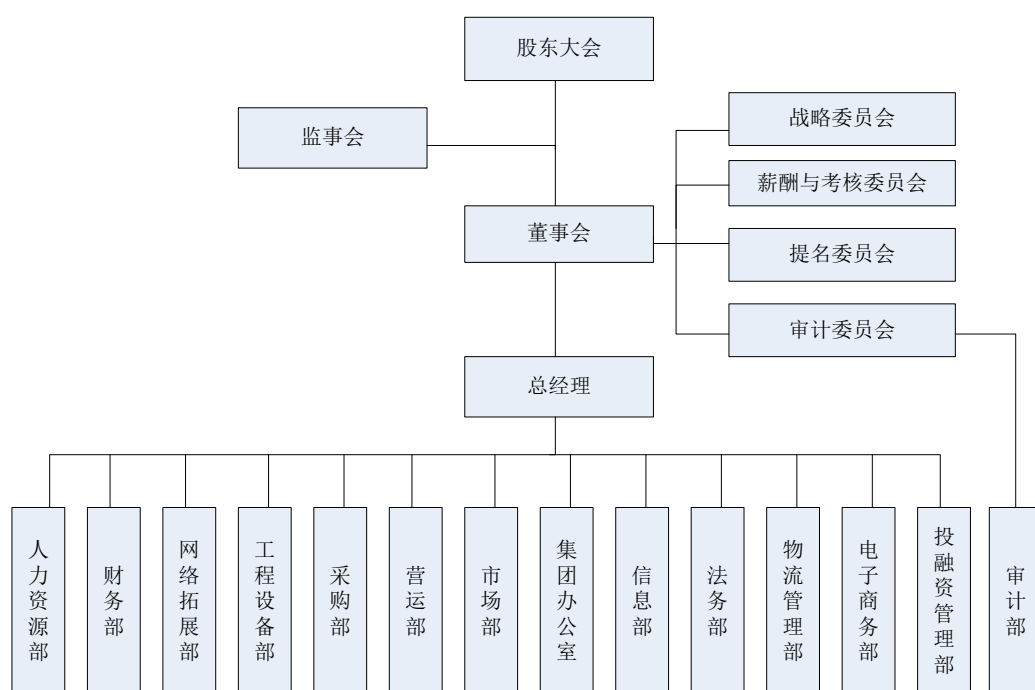 股东大会
监事会
战略委员会
薪酬与考核委员会
董事会
提名委员会
审计委员会
总经理
人力资源部
财务部
网络拓展部
工程设备部
采购部
营运部
市场部
集团办公室
信息部
法务部
物流管理部
电子商务部
投融资管理部
审计部